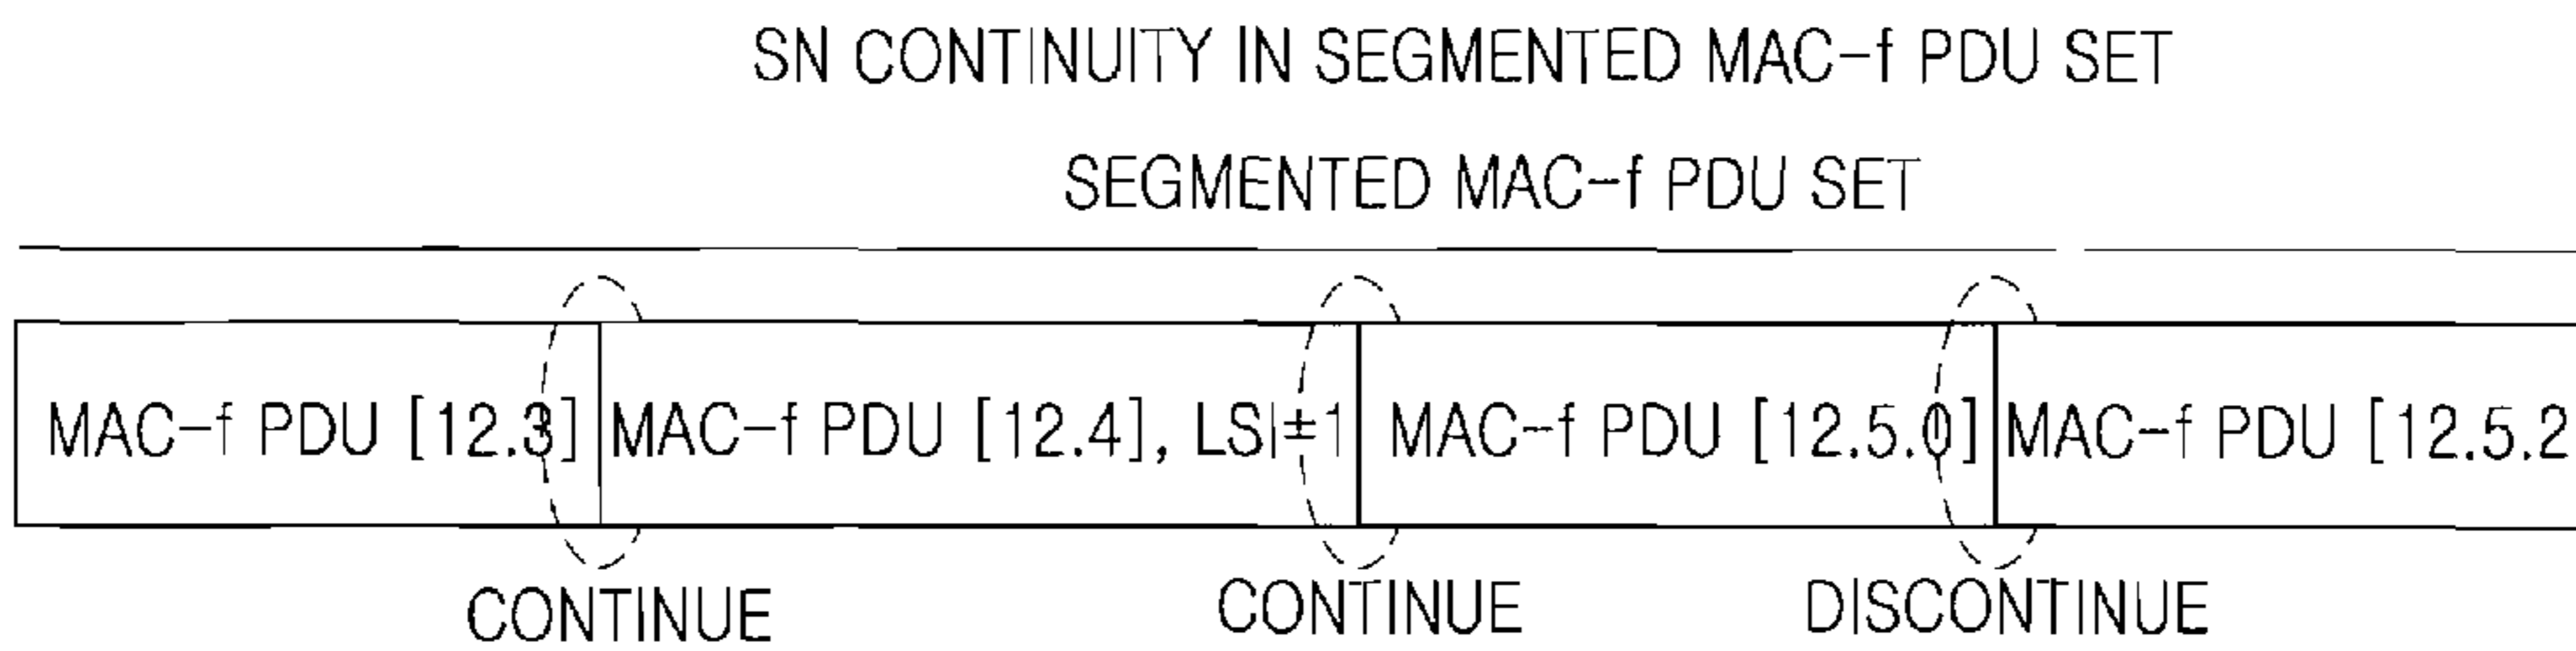 SN CONTINUITY IN SEGMENTED MAC-f PDU SET
SEGMENTED MAC-f PDU SET
MAC-f PDU [12.3] MAC-f PDU [12.4], LSI=1 MAC-f PDU [12.5.0] MAC-f PDU [12.5.2
CONTINUE CONTINUE DISCONTINUE